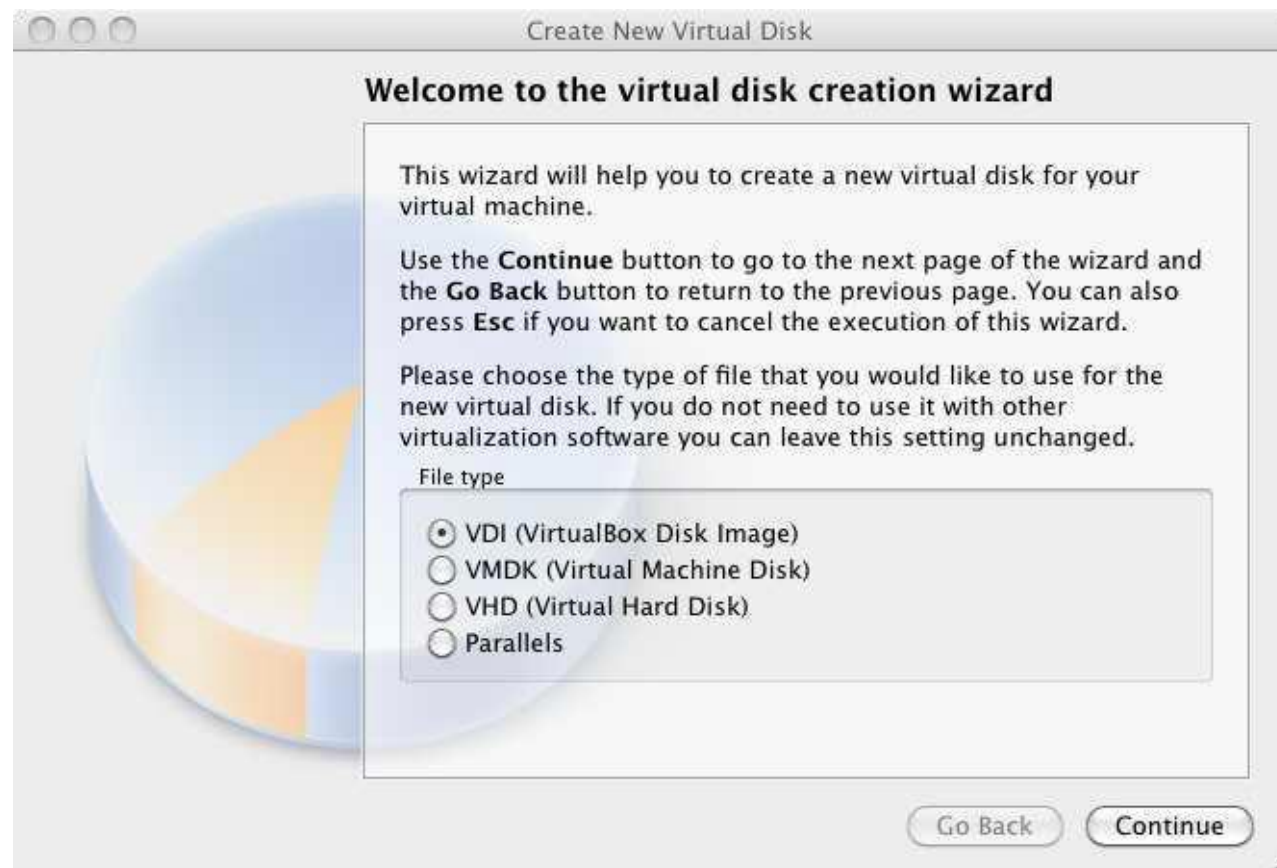 Create New Virtual Disk
Welcome to the virtual disk creation wizard
This wizard will help you to create a new virtual disk for your
virtual machine.
Use the Continue button to go to the next page of the wizard and
the Go Back button to return to the previous page. You can also
press Esc if you want to cancel the execution of this wizard.
Please choose the type of file that you would like to use for the
new virtual disk. If you do not need to use it with other
virtualization software you can leave this setting unchanged.
File type
VDI (VirtualBox Disk Image)
VMDK (Virtual Machine Disk)
VHD (Virtual Hard Disk)
Parallels
Go Back
Continue